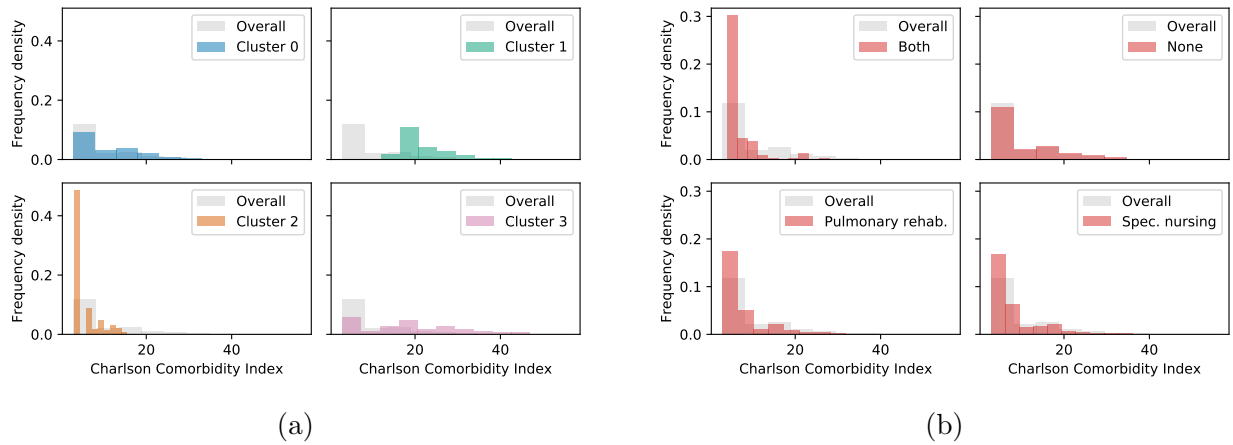 Frequency density
0.4
0.2
0.0
Overall
Cluster 0
Overall
Cluster 1
Frequency density
0.4
0.2
0.0
Overall
Cluster 2
20
40
Charlson Comorbidity Index
Overall
Cluster 3
20
40
Charlson Comorbidity Index
(a)
Frequency density
0.3
0.2
0.1
0.0
Overall
Both
Overall
None
Frequency density
0.3
0.2
0.1
0.0
Overall
Pulmonary rehab.
20
40
Charlson Comorbidity Index
Overall
Spec. nursing
20
40
Charlson Comorbidity Index
(b)